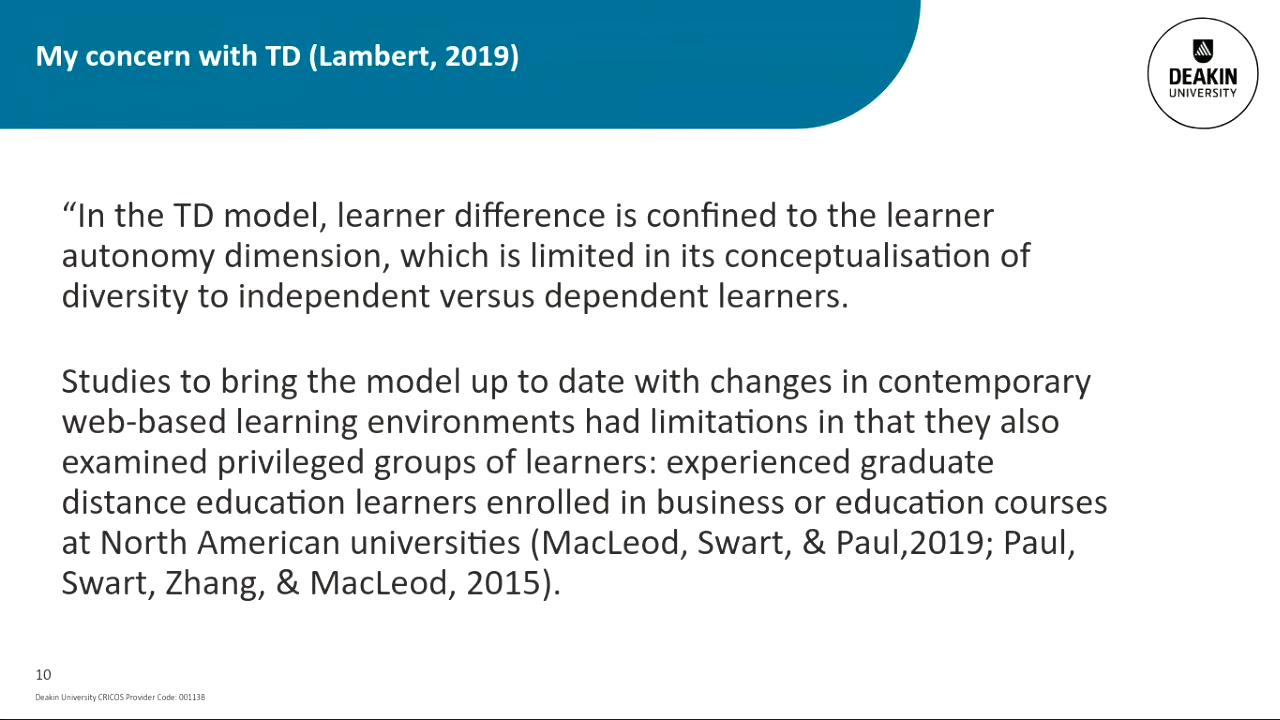 My concern with TD (Lambert, 2019)
DEAKIN
UNIVERSITY
“In the TD model, learner difference is confined to the learner
autonomy dimension, which is limited in its conceptualisation of
diversity to independent versus dependent learners.
Studies to bring the model up to date with changes in contemporary
web-based learning environments had limitations in that they also
examined privileged groups of learners: experienced graduate
distance education learners enrolled in business or education courses
at North American universities (MacLeod, Swart, & Paul,2019; Paul,
Swart, Zhang, & MacLeod, 2015).
10
Deakin University CRICOS Provider Code: 00113B